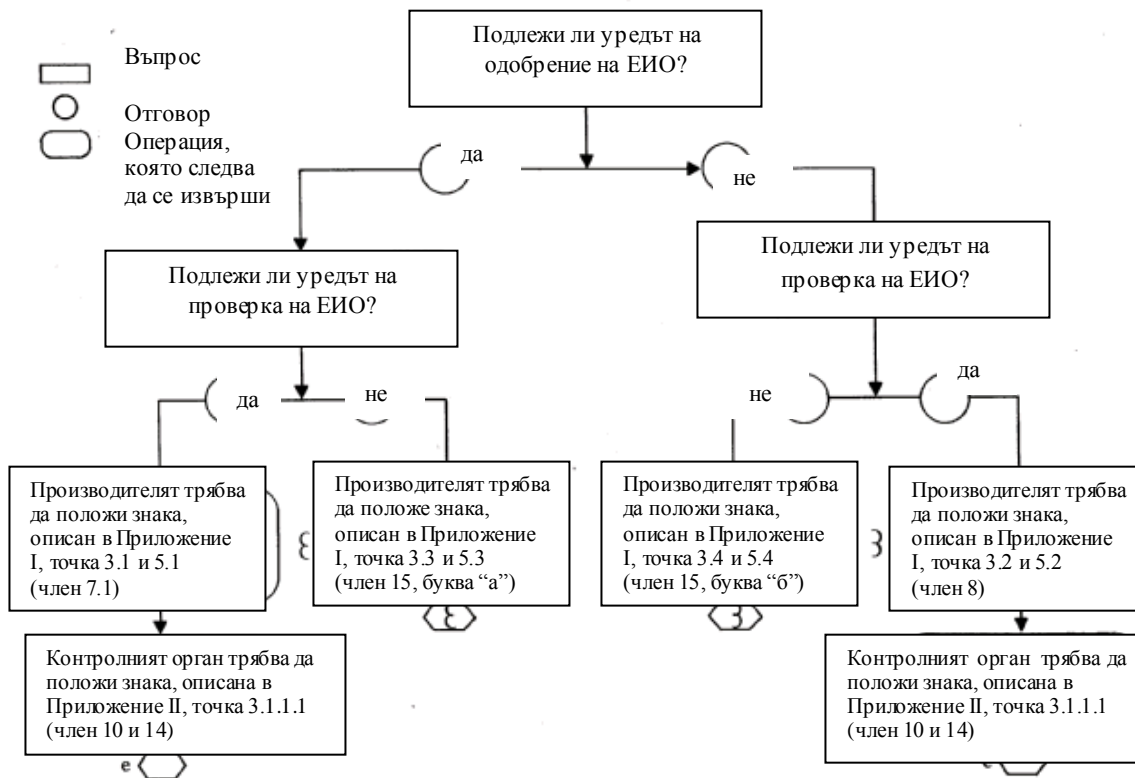 Подлежи ли уредът на
одобрение на ЕИО?
Въпрос
Отговор
Операция,
която следва
да се извърши
да
не
Подлежи ли уредът на
проверка на ЕИО?
Подлежи ли уредът на
проверка на ЕИО?
да
не
не
да
Производителят трябва
да положи знака,
описан в Приложение
I, точка 3.1 и 5.1
(член 7.1)
Производителят трябва
да положе знака,
описан в Приложение
I, точка 3.3 и 5.3
(член 15, буква “а”)
Производителят трябва
да положи знака,
описан в Приложение
I, точка 3.4 и 5.4
(член 15, буква “б”)
Производителят трябва
да положи знака,
описан в Приложение
I, точка 3.2 и 5.2
(член 8)
Контролният орган трябва да
положи знака, описана в
Приложение II, точка 3.1.1.1
(член 10 и 14)
Контролният орган трябва да
положи знака, описана в
Приложение II, точка 3.1.1.1
(член 10 и 14)
е